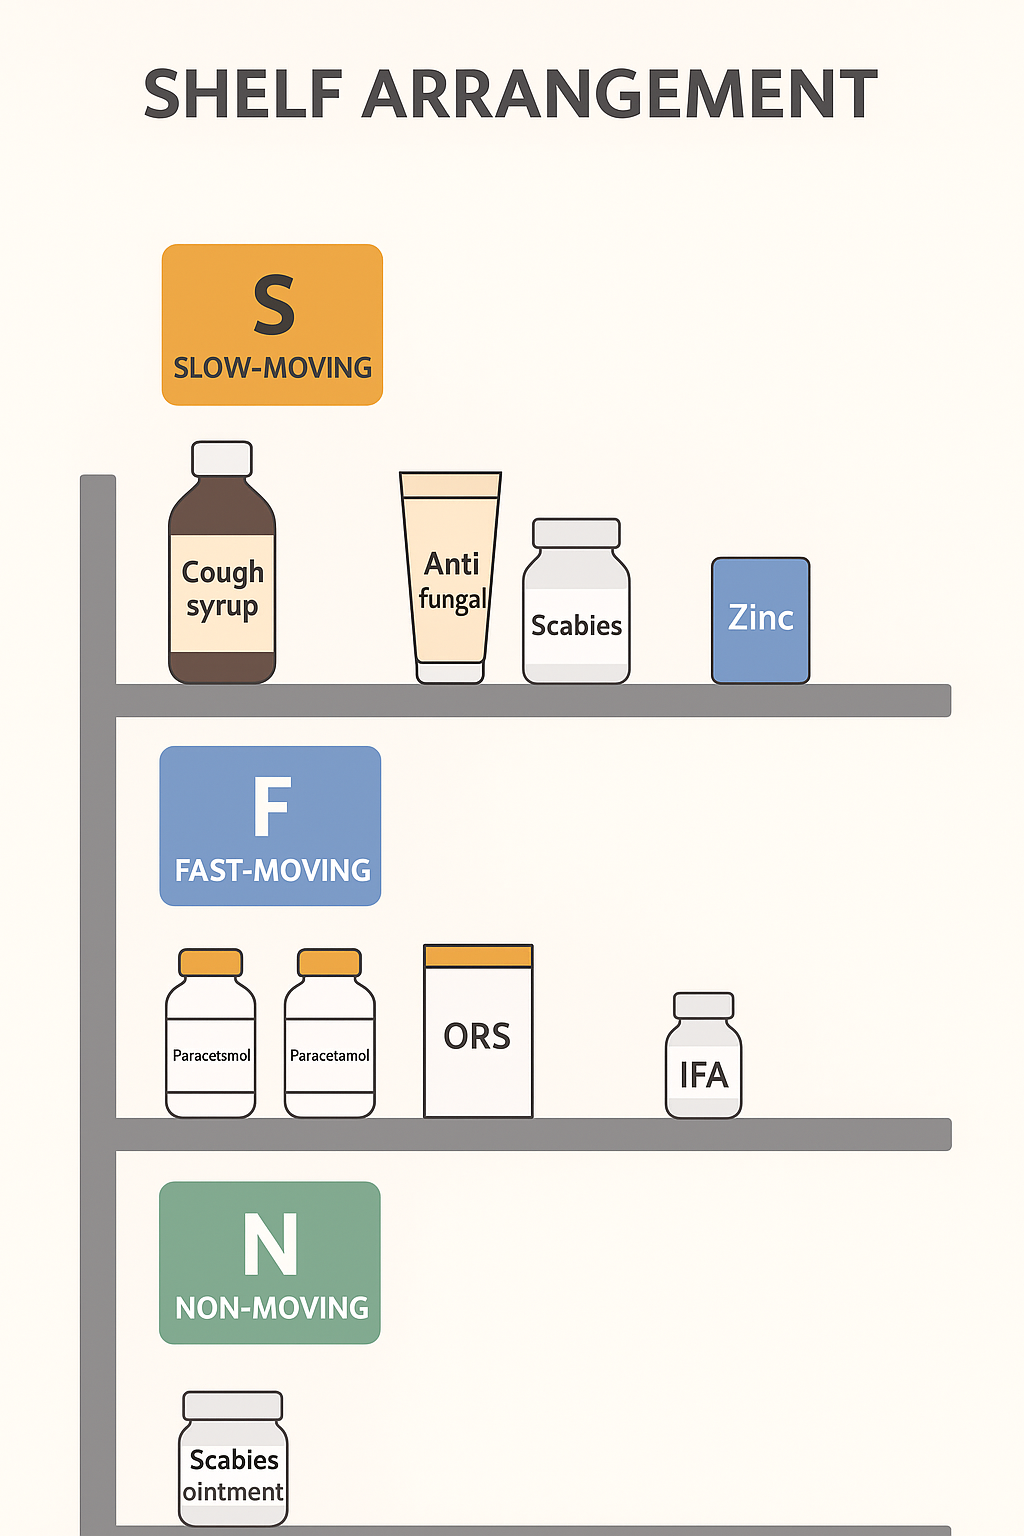 SHELF ARRANGEMENT
S
SLOW-MOVING
Cough
syrup
Anti
fungal
Scabies
Zinc
F
FAST-MOVING
Paracetsmol
Paracetamol
ORS
IFA
N
NON-MOVING
Scabies
ointment